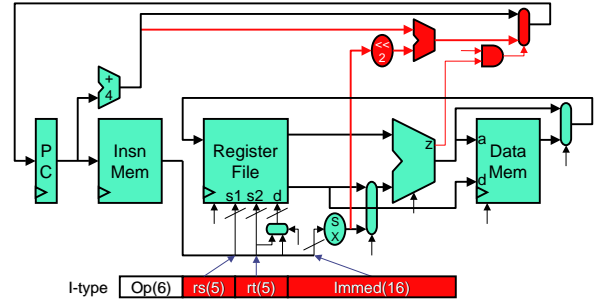 <<
2
+
4
P
C
Insn
Mem
Register
File
s1 s2 d
s
x
z
a
d
Data
Mem
I-type Op(6) rs(5) rt(5) Immed(16)